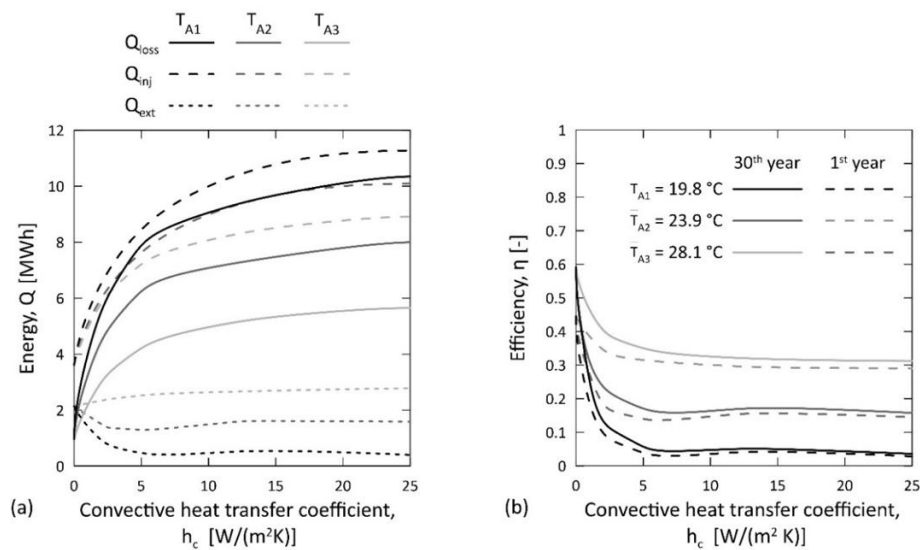 T_A1 T_A2 T_A3
Q_loss
Q_inj
Q_ext
12
10
8
6
4
2
0
Energy, Q [MWh]
0 5 10 15 20 25
(a) Convective heat transfer coefficient,
h_c [W/(m²K)]
1
0.9
0.8
0.7
0.6
0.5
0.4
0.3
0.2
0.1
0
Efficiency, η [-]
30th year 1st year
T_A1 = 19.8 °C
T̅_A2 = 23.9 °C
T̅_A3 = 28.1 °C
0 5 10 15 20 25
(b) Convective heat transfer coefficient,
h_c [W/(m² K)]